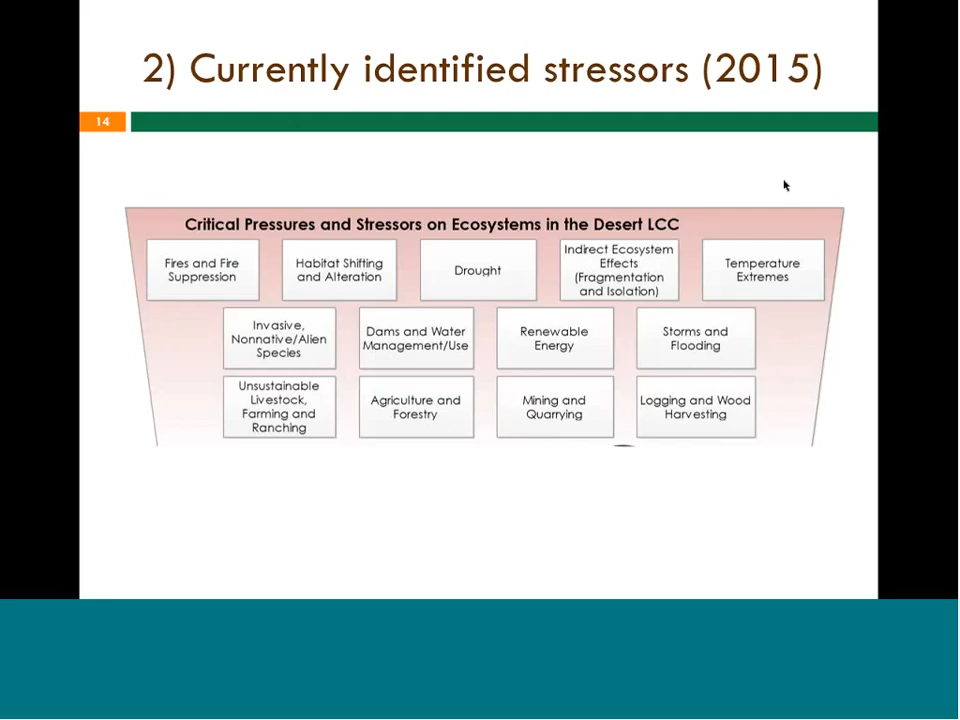 2) Currently identified stressors (2015)
14
Critical Pressures and Stressors on Ecosystems in the Desert LCC
Fires and Fire
Suppression
Habitat Shifting
and Alteration
Drought
Indirect Ecosystem
Effects
(Fragmentation
and Isolation)
Temperature
Extremes
Invasive,
Nonnative/Alien
Species
Dams and Water
Management/Use
Renewable
Energy
Storms and
Flooding
Unsustainable
Livestock,
Farming and
Ranching
Agriculture and
Forestry
Mining and
Quarrying
Logging and Wood
Harvesting